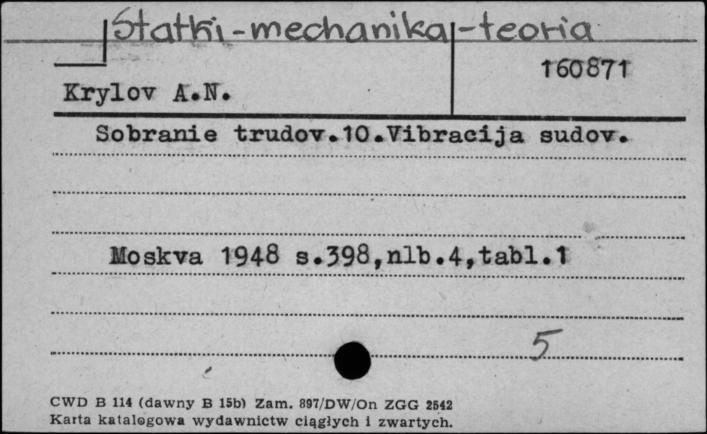 Statki-mechanika-teoria
160871
Krylov A.N.
Sobranie trudov.10.Vibracija sudov.
Moskva 1948 s.398,nlb.4,tabl.1
5
CWD B 114 (dawny B 15b) Zam. 897/DW/On ZGG 2542
Karta katalogowa wydawnictw ciągłych i zwartych.